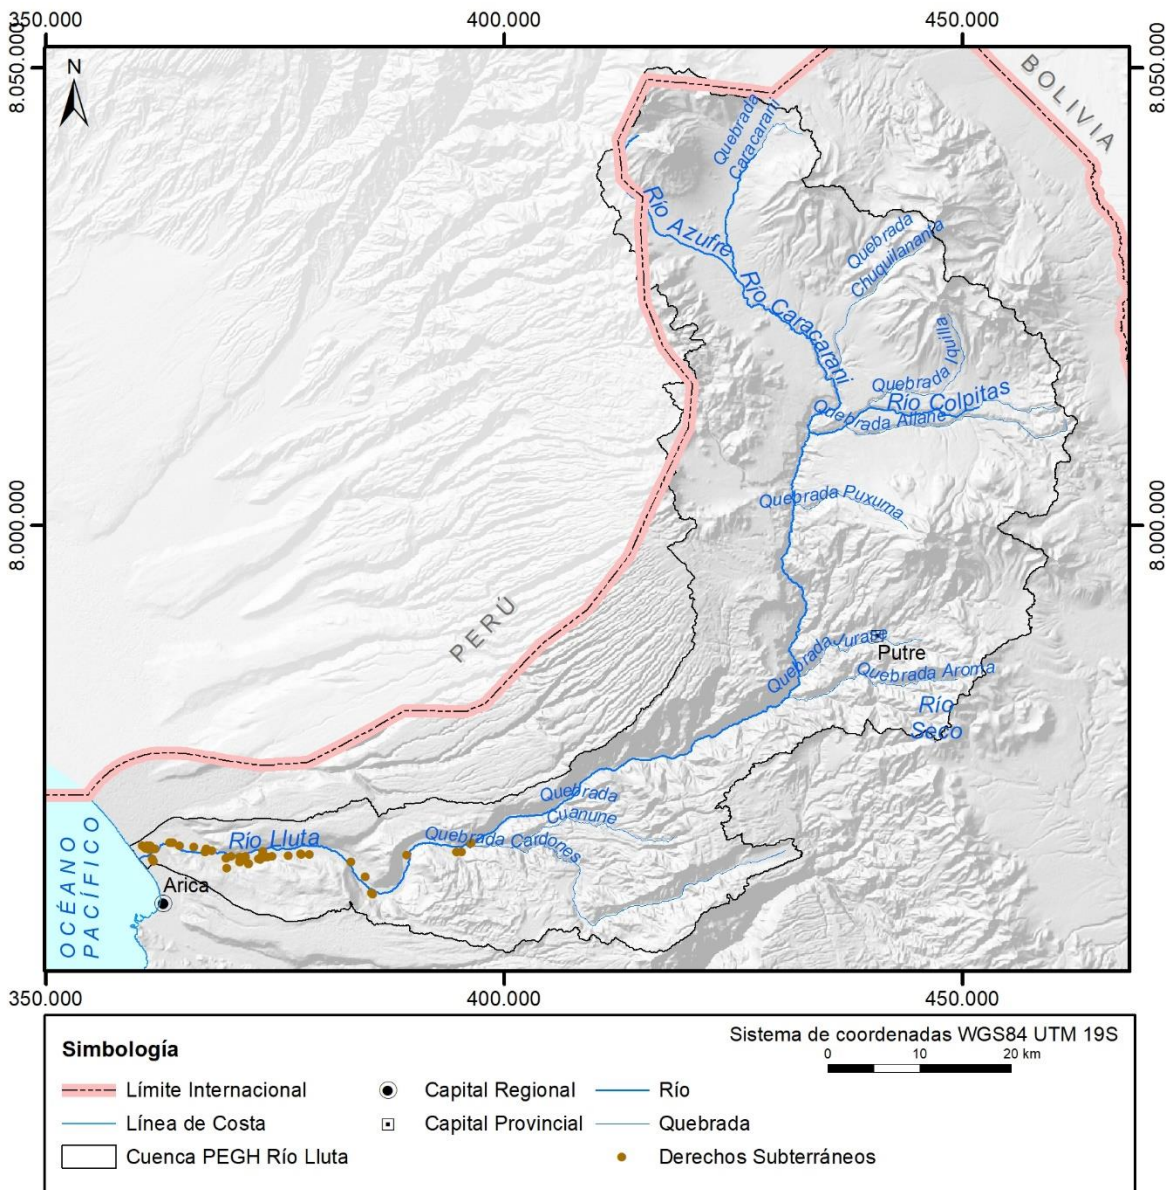 350.000
400.000
450.000
8.050.000
8.050.000
N
BOLIVIA
Quebrada
Caracarani
Río Azufre
Quebrada
Chuquilananta
Río Caracarani
Iquilla
Quebrada
Río Colpitas
Quebrada Allane
8.000.000
8.000.000
Quebrada Puxuma
PERÚ
Quebrada Jurase
Putre
Quebrada Aroma
Río
Seco
Quebrada
Cuanune
Río Lluta
Quebrada Cardones
Arica
OCÉANO
PACÍFICO
350.000
400.000
450.000
Sistema de coordenadas WGS84 UTM 19S
0 10 20 km
Simbología
Límite Internacional
Capital Regional
Río
Línea de Costa
Capital Provincial
Quebrada
Cuenca PEGH Río Lluta
Derechos Subterráneos